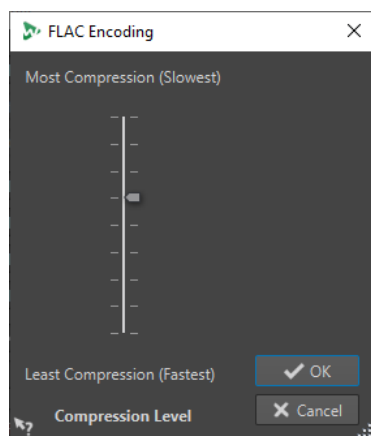 FLAC Encoding
Most Compression (Slowest)
Least Compression (Fastest)
OK
Compression Level
Cancel